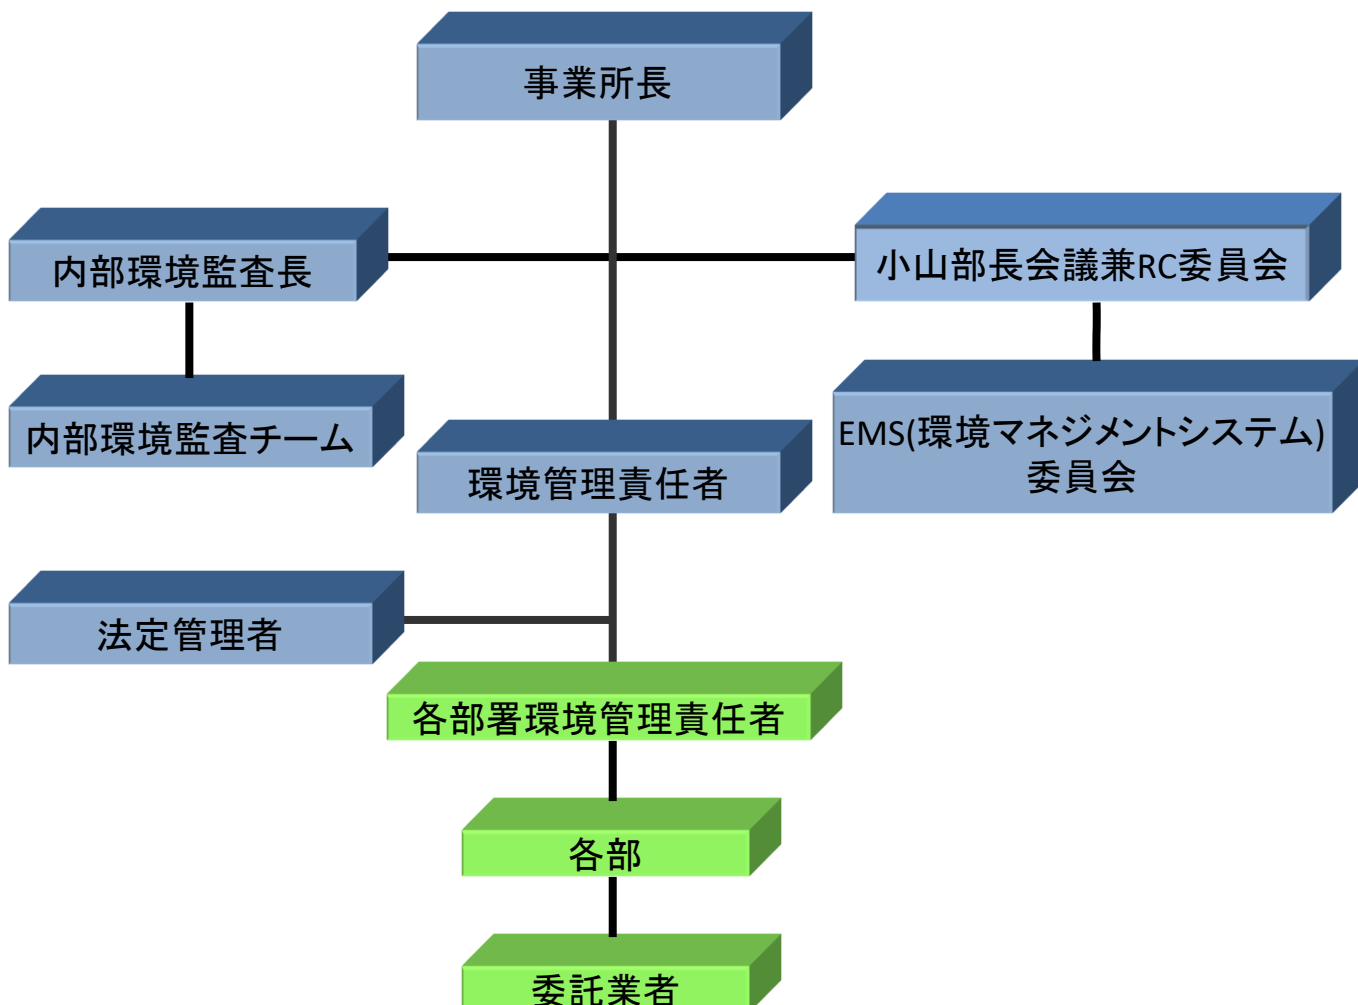 事業所長
内部環境監査長
小山部長会議兼RC委員会
内部環境監査チーム
環境管理責任者
EMS(環境マネジメントシステム)
委員会
法定管理者
各部署環境管理責任者
各部
委託業者